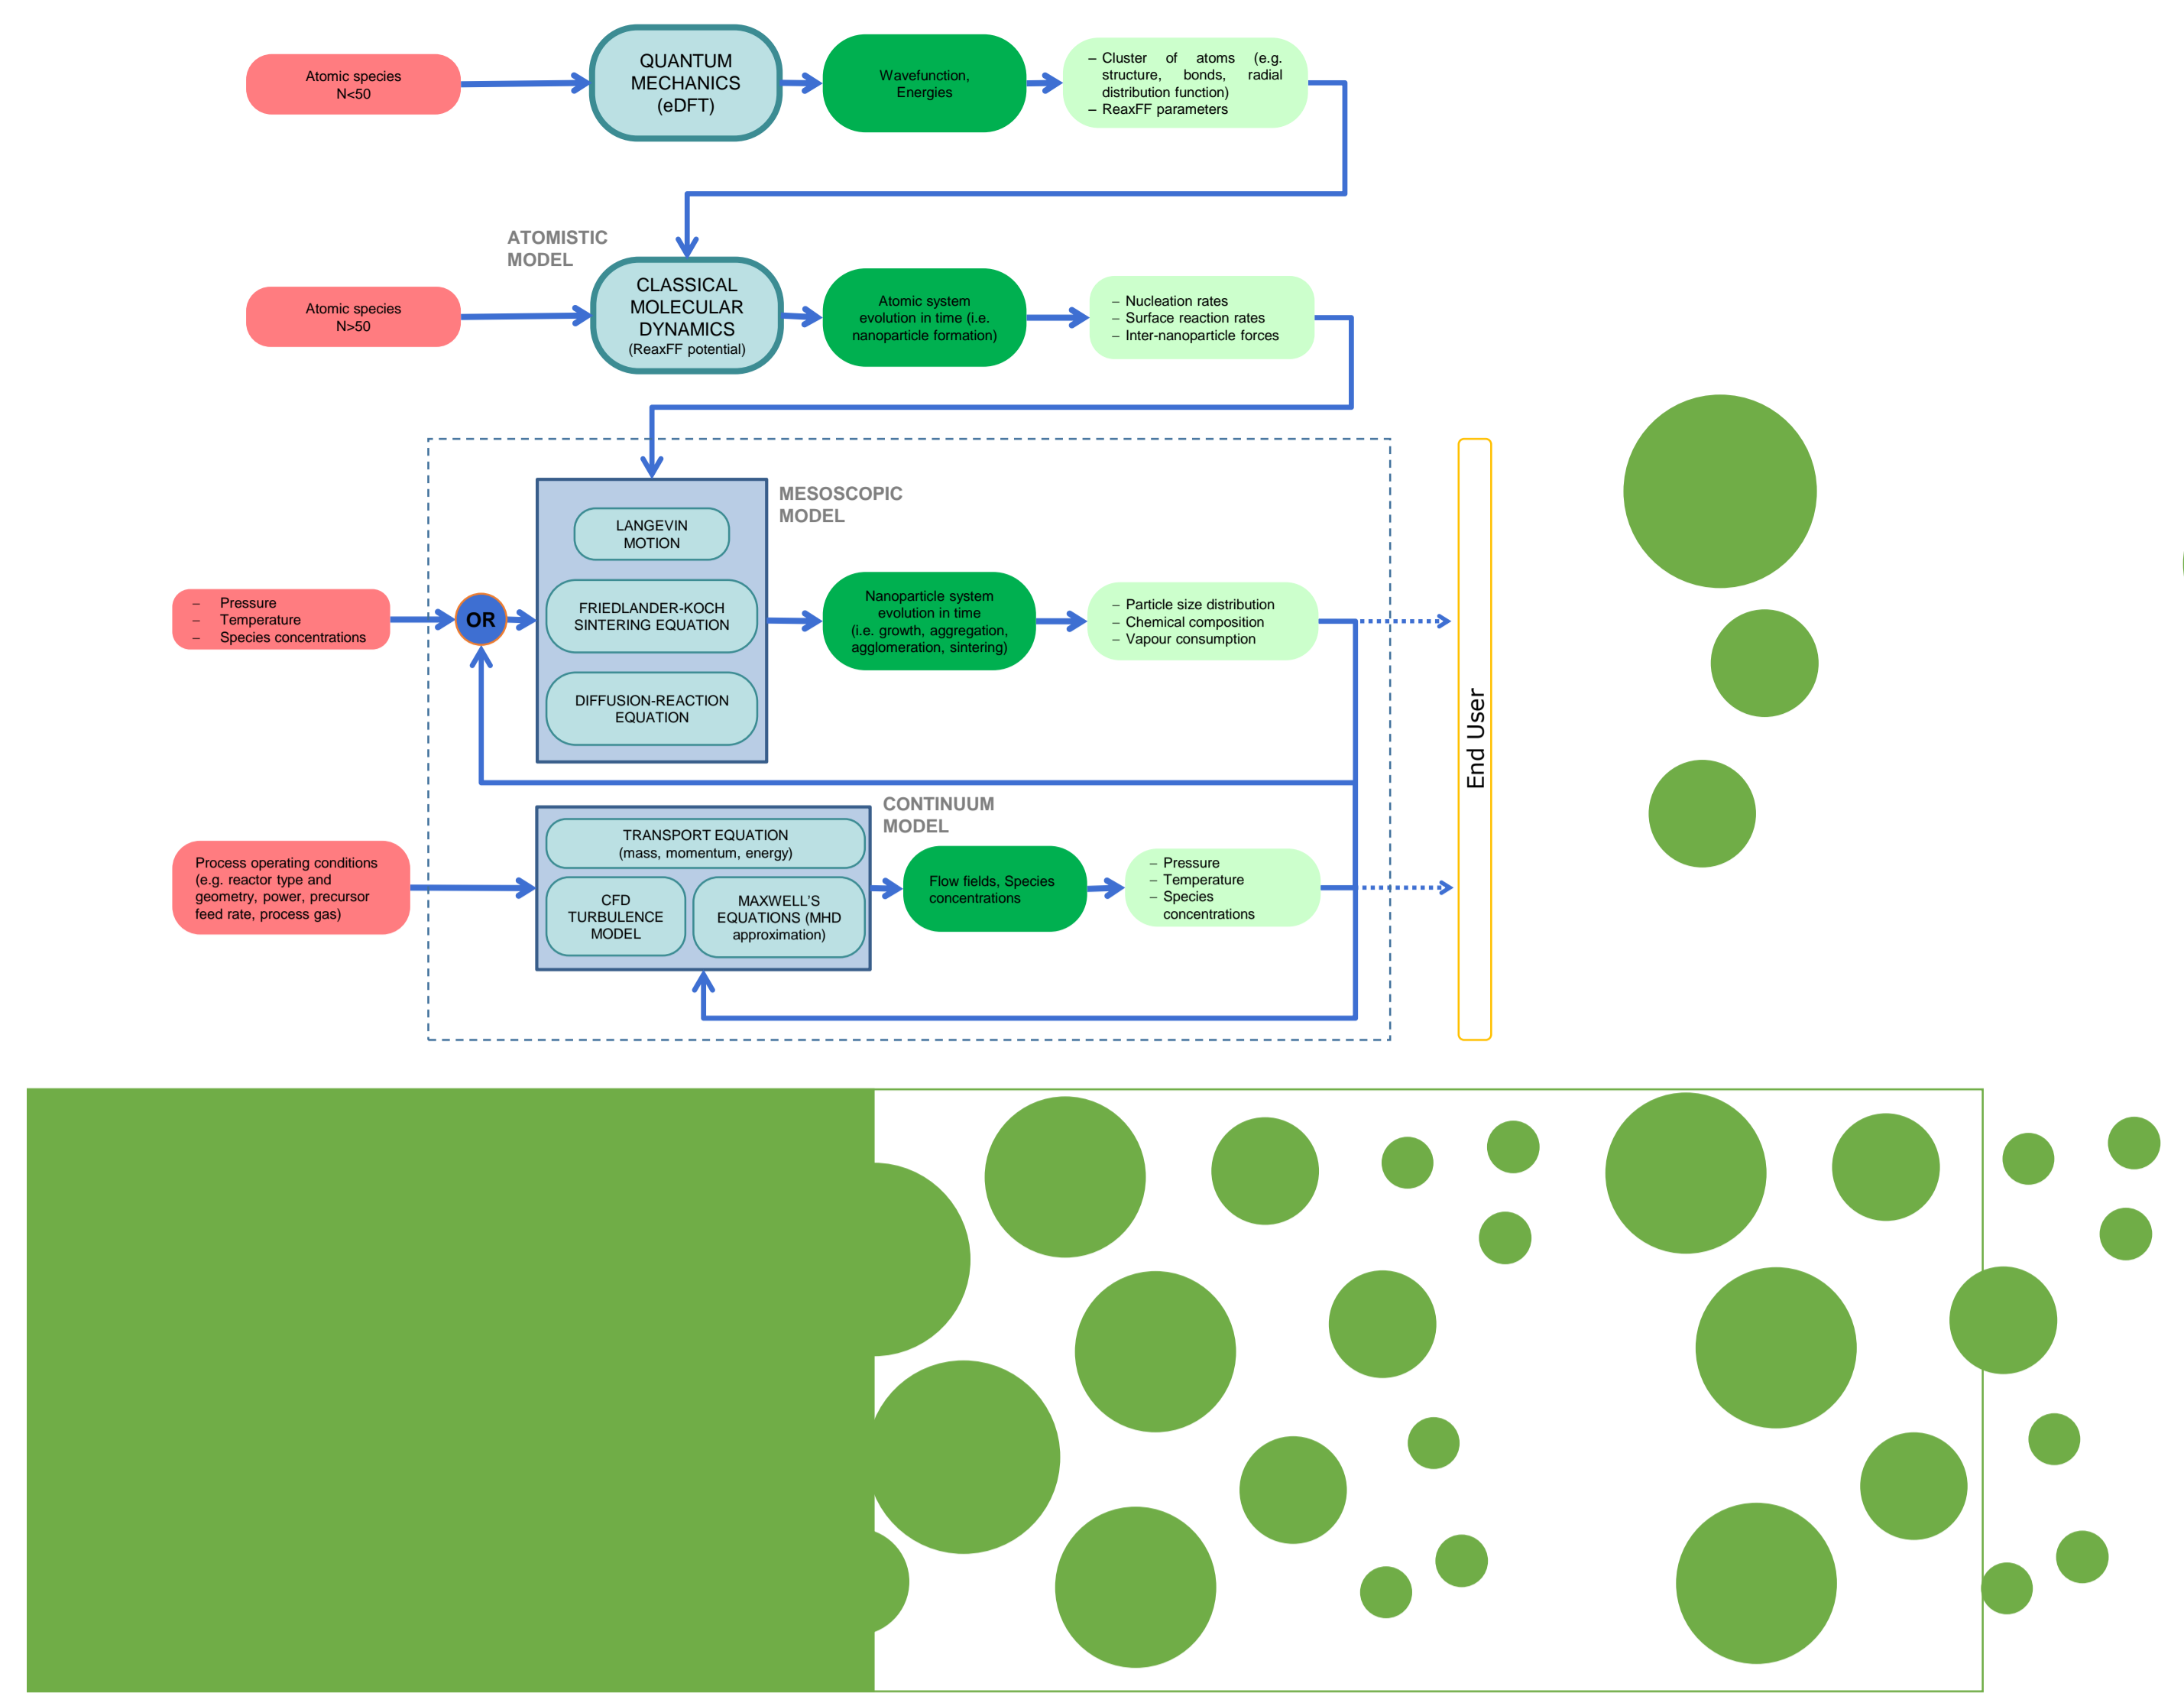 Atomic species
N<50
QUANTUM
MECHANICS
(eDFT)
Wavefunction,
Energies
– Cluster of atoms (e.g.
structure, bonds, radial
distribution function)
– ReaxFF parameters
ATOMISTIC
MODEL
Atomic species
N>50
CLASSICAL
MOLECULAR
DYNAMICS
(ReaxFF potential)
Atomic system
evolution in time (i.e.
nanoparticle formation)
– Nucleation rates
– Surface reaction rates
– Inter-nanoparticle forces
MESOSCOPIC
MODEL
– Pressure
– Temperature
– Species concentrations
OR
LANGEVIN
MOTION
FRIEDLANDER-KOCH
SINTERING EQUATION
DIFFUSION-REACTION
EQUATION
Nanoparticle system
evolution in time
(i.e. growth, aggregation,
agglomeration, sintering)
– Particle size distribution
– Chemical composition
– Vapour consumption
End User
CONTINUUM
MODEL
Process operating conditions
(e.g. reactor type and
geometry, power, precursor
feed rate, process gas)
TRANSPORT EQUATION
(mass, momentum, energy)
CFD
TURBULENCE
MODEL
MAXWELL'S
EQUATIONS (MHD
approximation)
Flow fields, Species
concentrations
– Pressure
– Temperature
– Species
concentrations